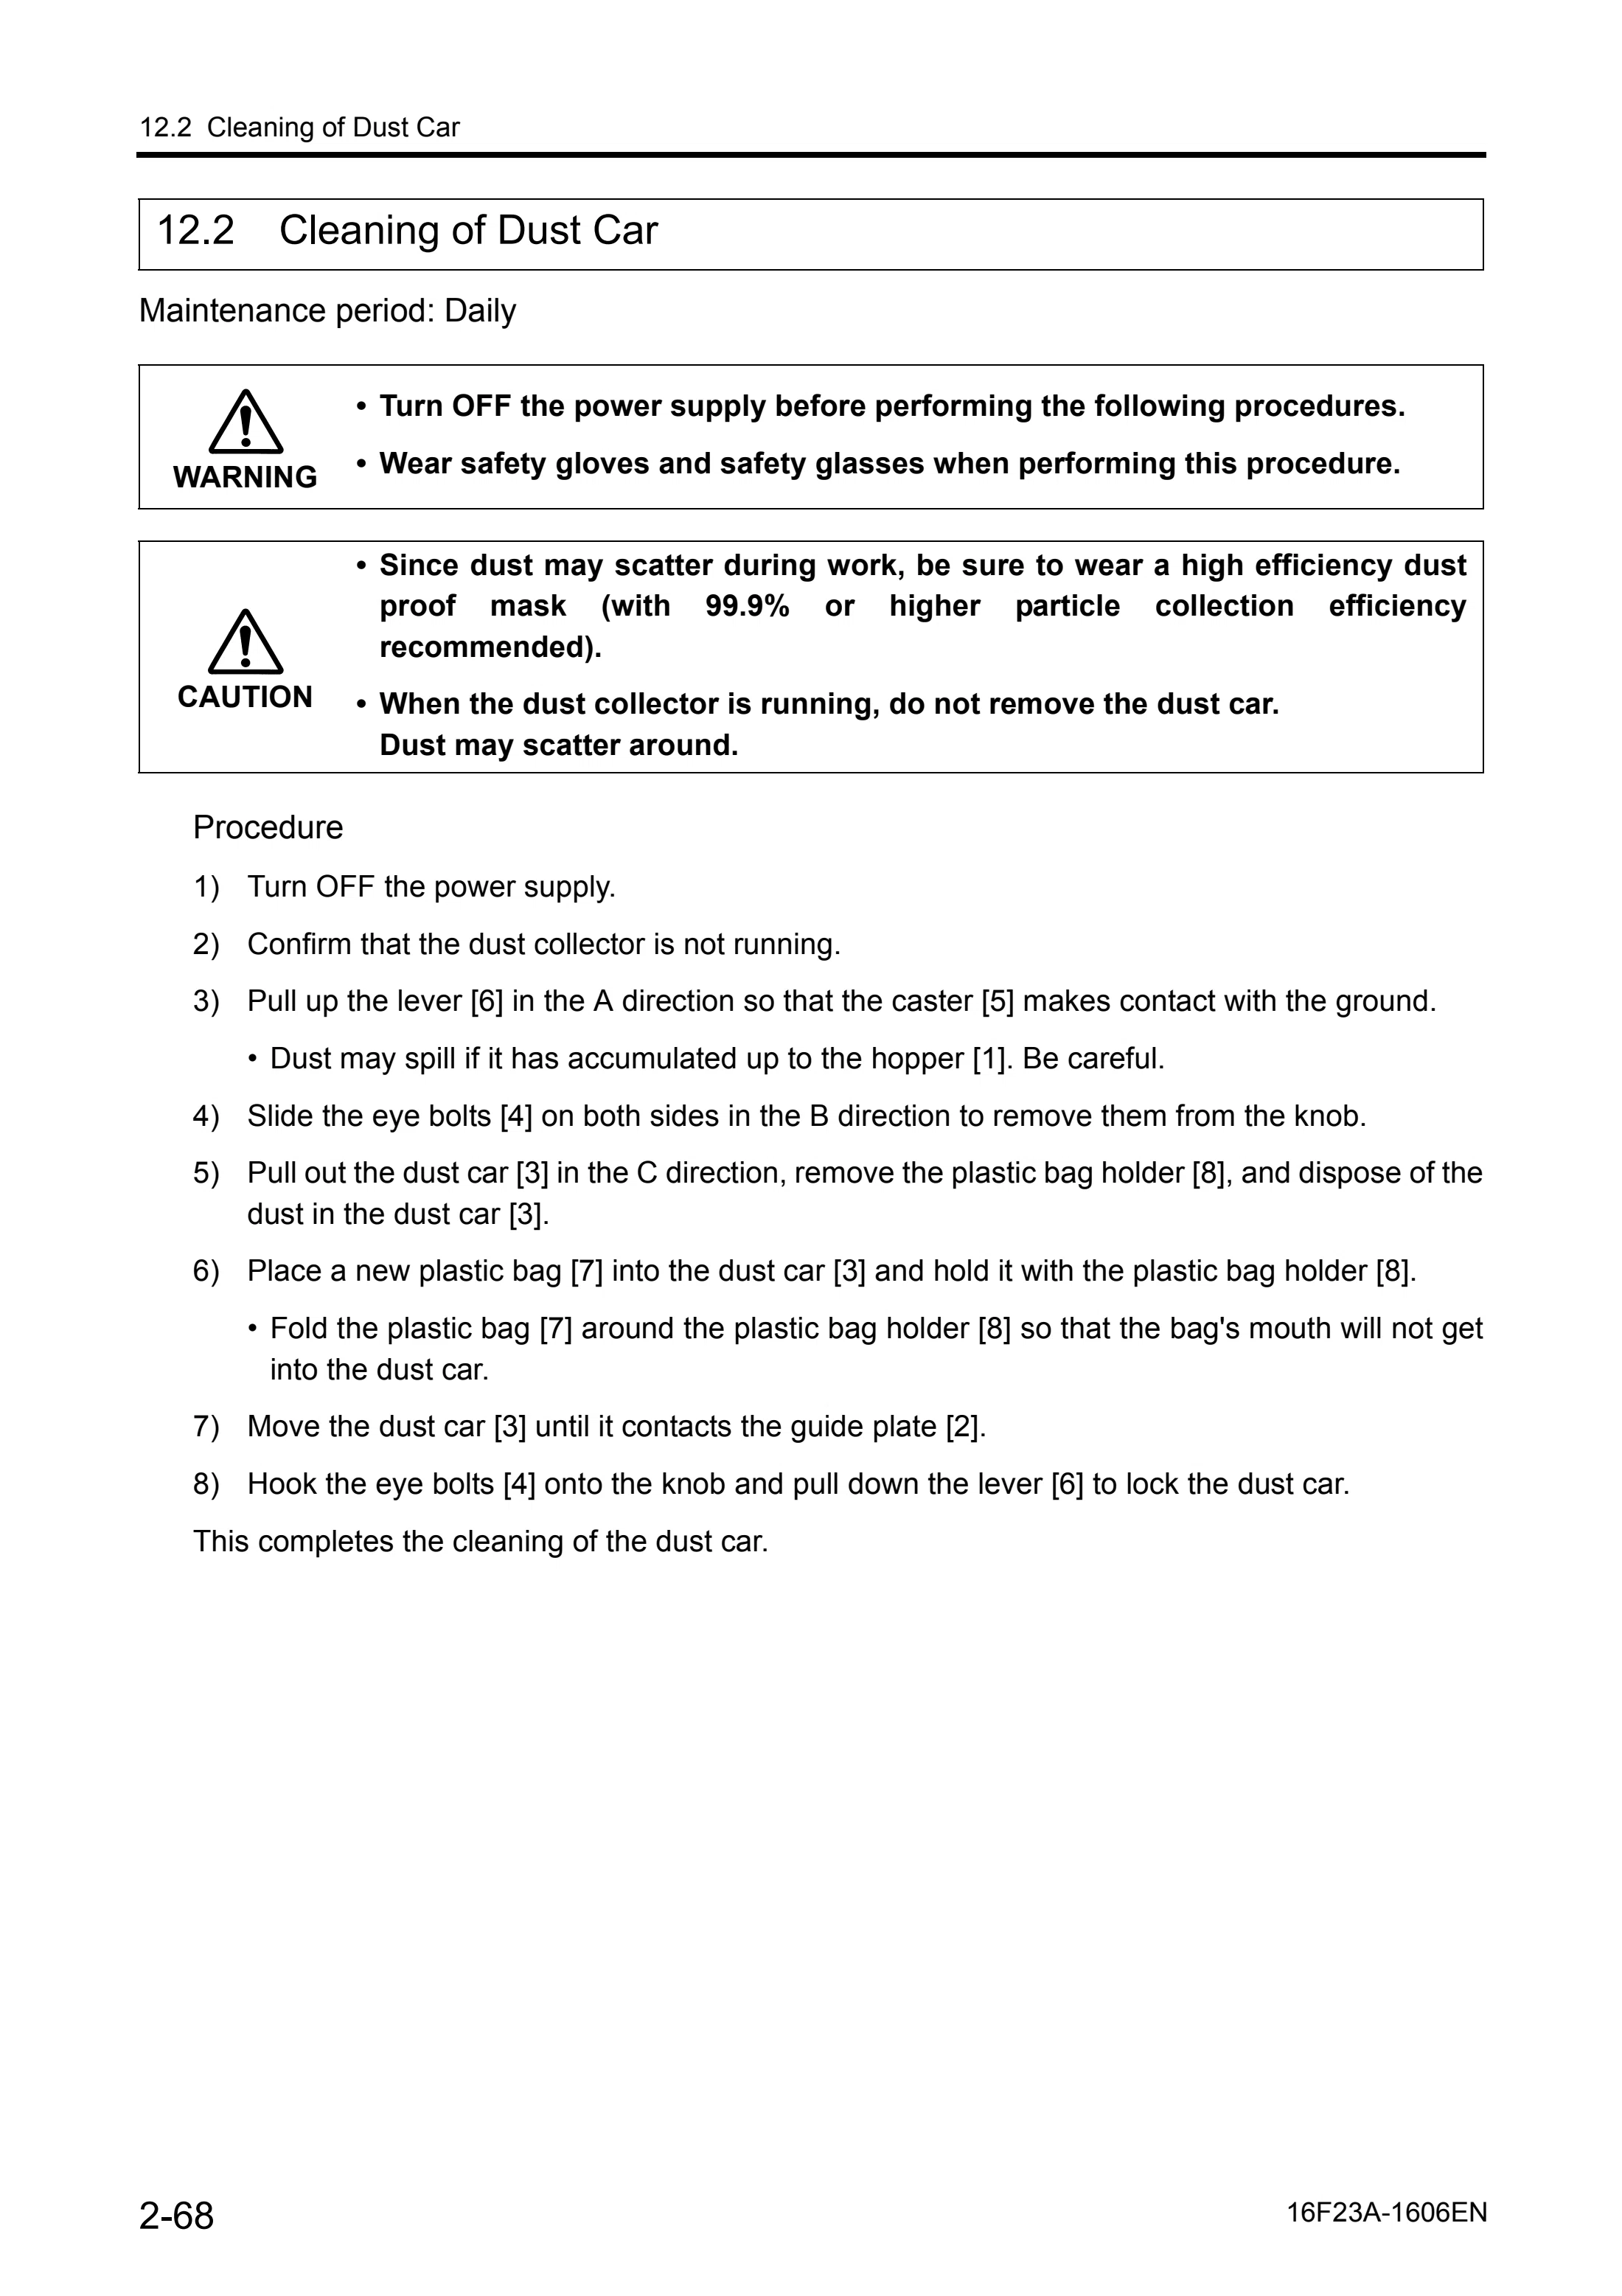 12.2 Cleaning of Dust Car
12.2 Cleaning of Dust Car
Maintenance period: Daily
WARNING
• Turn OFF the power supply before performing the following procedures.
• Wear safety gloves and safety glasses when performing this procedure.
CAUTION
• Since dust may scatter during work, be sure to wear a high efficiency dust
proof mask (with 99.9% or higher particle collection efficiency
recommended).
• When the dust collector is running, do not remove the dust car.
Dust may scatter around.
Procedure
1) Turn OFF the power supply.
2) Confirm that the dust collector is not running.
3) Pull up the lever [6] in the A direction so that the caster [5] makes contact with the ground.
• Dust may spill if it has accumulated up to the hopper [1]. Be careful.
4) Slide the eye bolts [4] on both sides in the B direction to remove them from the knob.
5) Pull out the dust car [3] in the C direction, remove the plastic bag holder [8], and dispose of the
dust in the dust car [3].
6) Place a new plastic bag [7] into the dust car [3] and hold it with the plastic bag holder [8].
• Fold the plastic bag [7] around the plastic bag holder [8] so that the bag's mouth will not get
into the dust car.
7) Move the dust car [3] until it contacts the guide plate [2].
8) Hook the eye bolts [4] onto the knob and pull down the lever [6] to lock the dust car.
This completes the cleaning of the dust car.
2-68
16F23A-1606EN